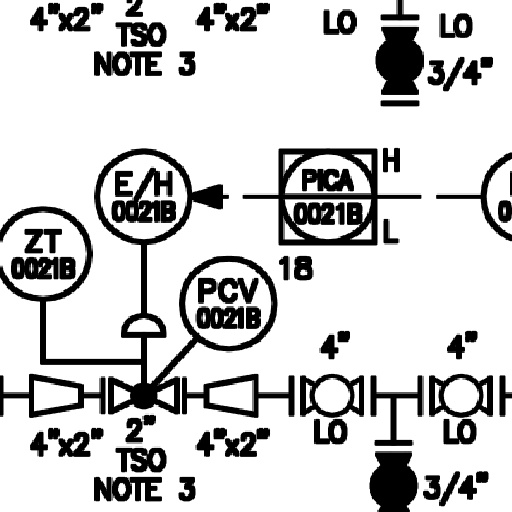 4"x2" 2 4"x2"
TSO
NOTE 3
LO LO
3/4"
E/H
0021B
PICA
0021B
H
L
18
ZT
0021B
PCV
0021B
4" 4"
4"x2" 2" 4"x2"
TSO
NOTE 3
LO LO
3/4"